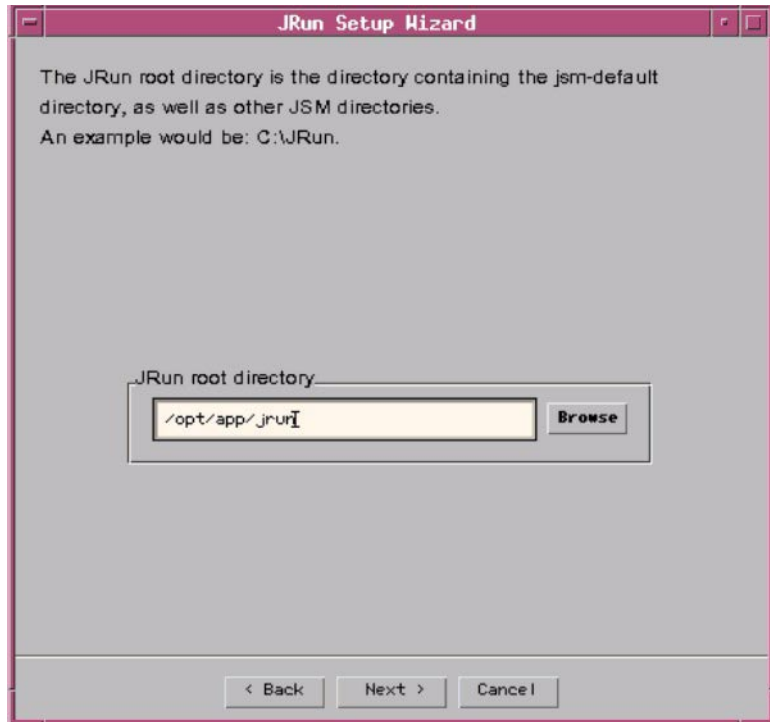 JRun Setup Wizard
The JRun root directory is the directory containing the jsm-default
directory, as well as other JSM directories.
An example would be: C:\JRun.
JRun root directory
/opt/app/jrun
Browse
< Back
Next >
Cancel